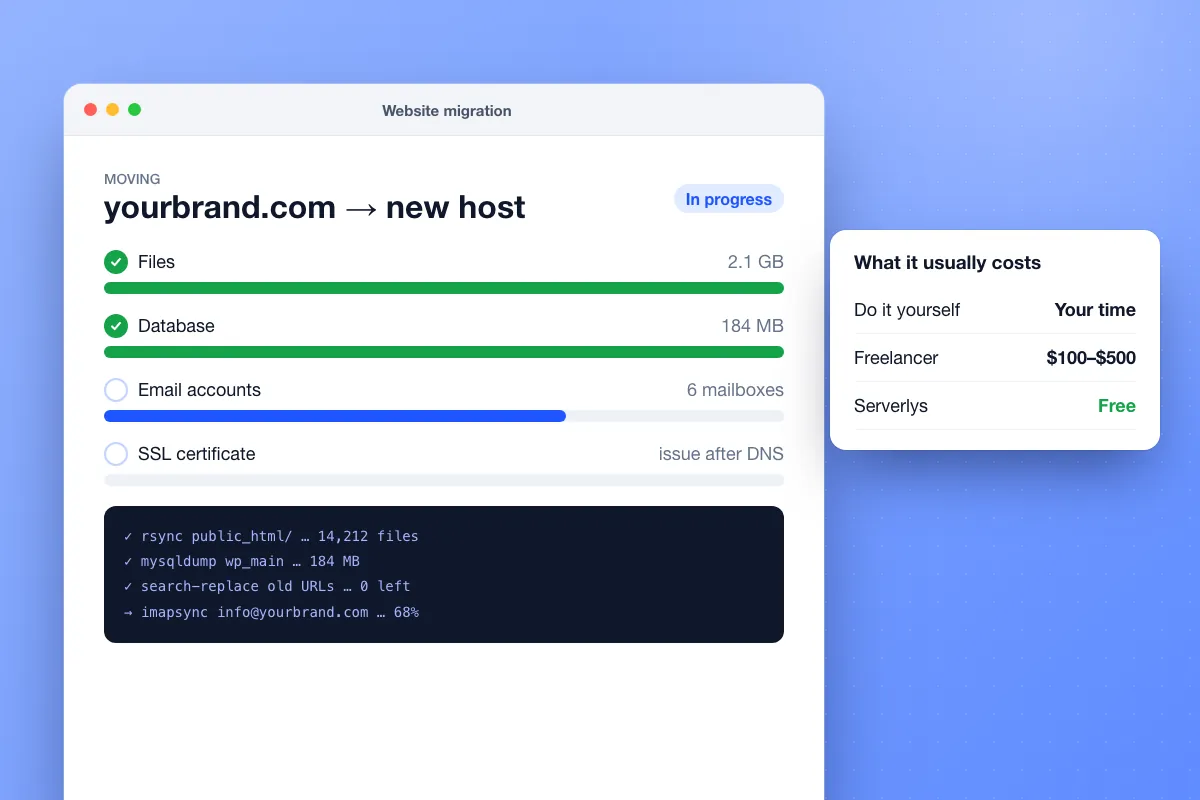 Website migration
MOVING
yourbrand.com → new host
In progress
Files 2.1 GB
Database 184 MB
Email accounts 6 mailboxes
SSL certificate issue after DNS
✓ rsync public_html/ … 14,212 files
✓ mysqldump wp_main … 184 MB
✓ search-replace old URLs … 0 left
→ imapsync info@yourbrand.com … 68%
What it usually costs
Do it yourself Your time
Freelancer $100–$500
Serverlys Free